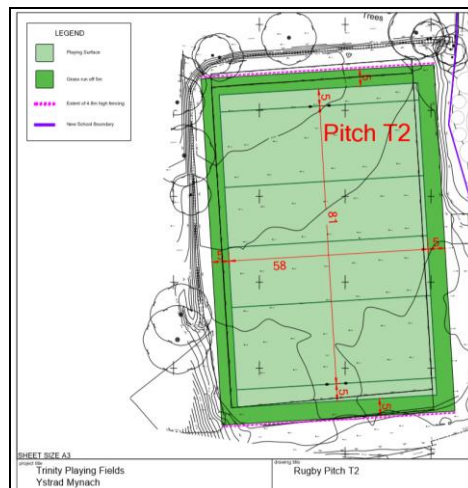 Trees
LEGEND
Playing Surface
Grass run off 5m
Extent of 4.5m high fencing
New School Boundary
5
5
Pitch T2
81
5
58
5
5
5
SHEET SIZE A3
project title
Trinity Playing Fields
Ystrad Mynach
drawing title
Rugby Pitch T2